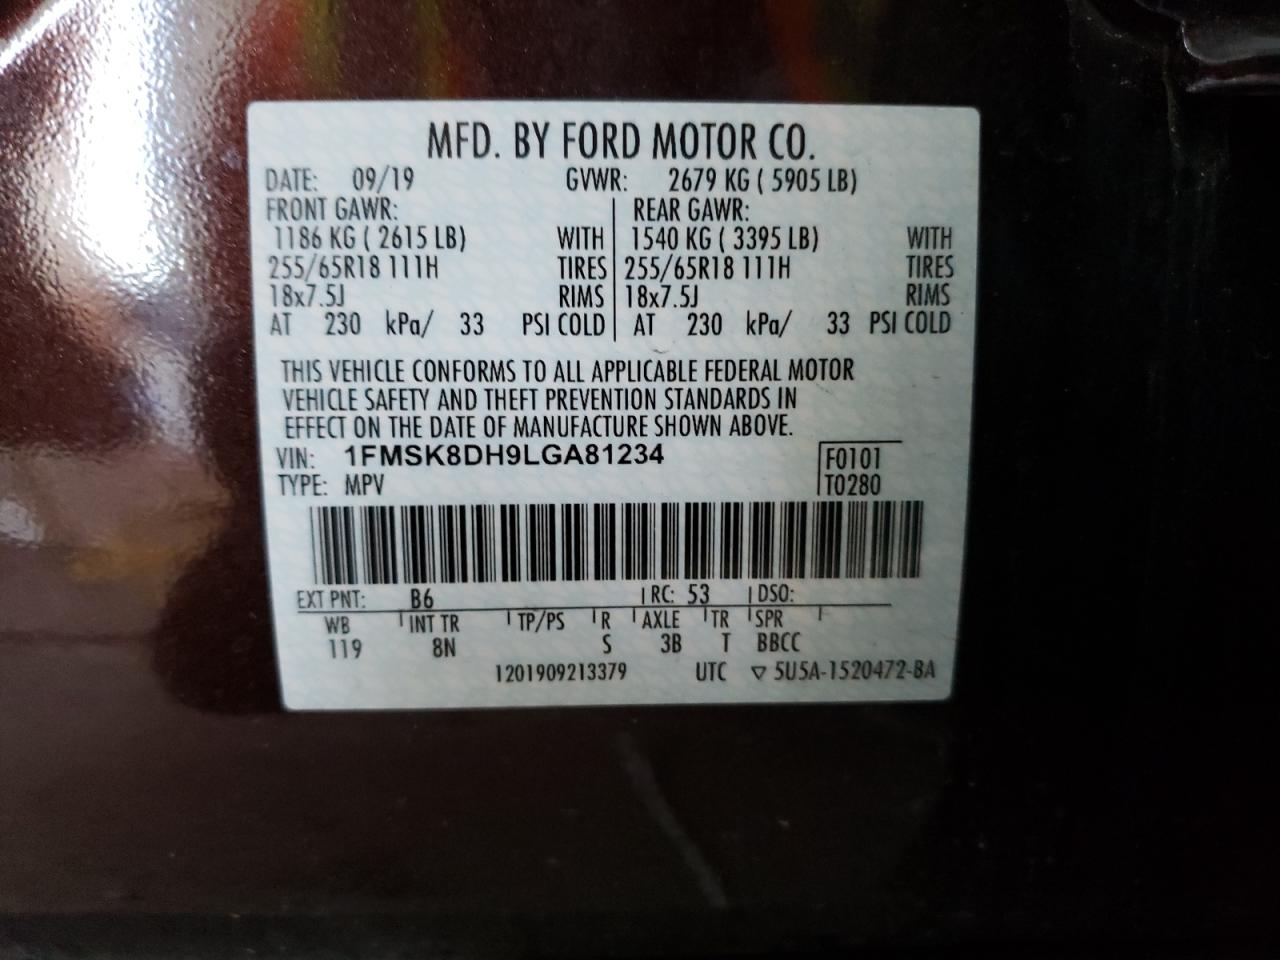 MFD. BY FORD MOTOR CO.
DATE: 09/19 GVWR: 2679 KG ( 5905 LB)
FRONT GAWR: REAR GAWR:
1186 KG ( 2615 LB) WITH 1540 KG ( 3395 LB) WITH
255/65R18 111H TIRES 255/65R18 111H TIRES
18x7.5J RIMS 18x7.5J RIMS
AT 230 kPa/ 33 PSI COLD AT 230 kPa/ 33 PSI COLD
THIS VEHICLE CONFORMS TO ALL APPLICABLE FEDERAL MOTOR
VEHICLE SAFETY AND THEFT PREVENTION STANDARDS IN
EFFECT ON THE DATE OF MANUFACTURE SHOWN ABOVE.
VIN: 1FMSK8DH9LGA81234 F0101
TYPE: MPV T0280
EXT PNT: B6 RC: 53 DSO:
WB INT TR TP/PS R AXLE TR SPR
119 8N S 3B T BBCC
1201909213379 UTC ▽ 5U5A-1520472-BA